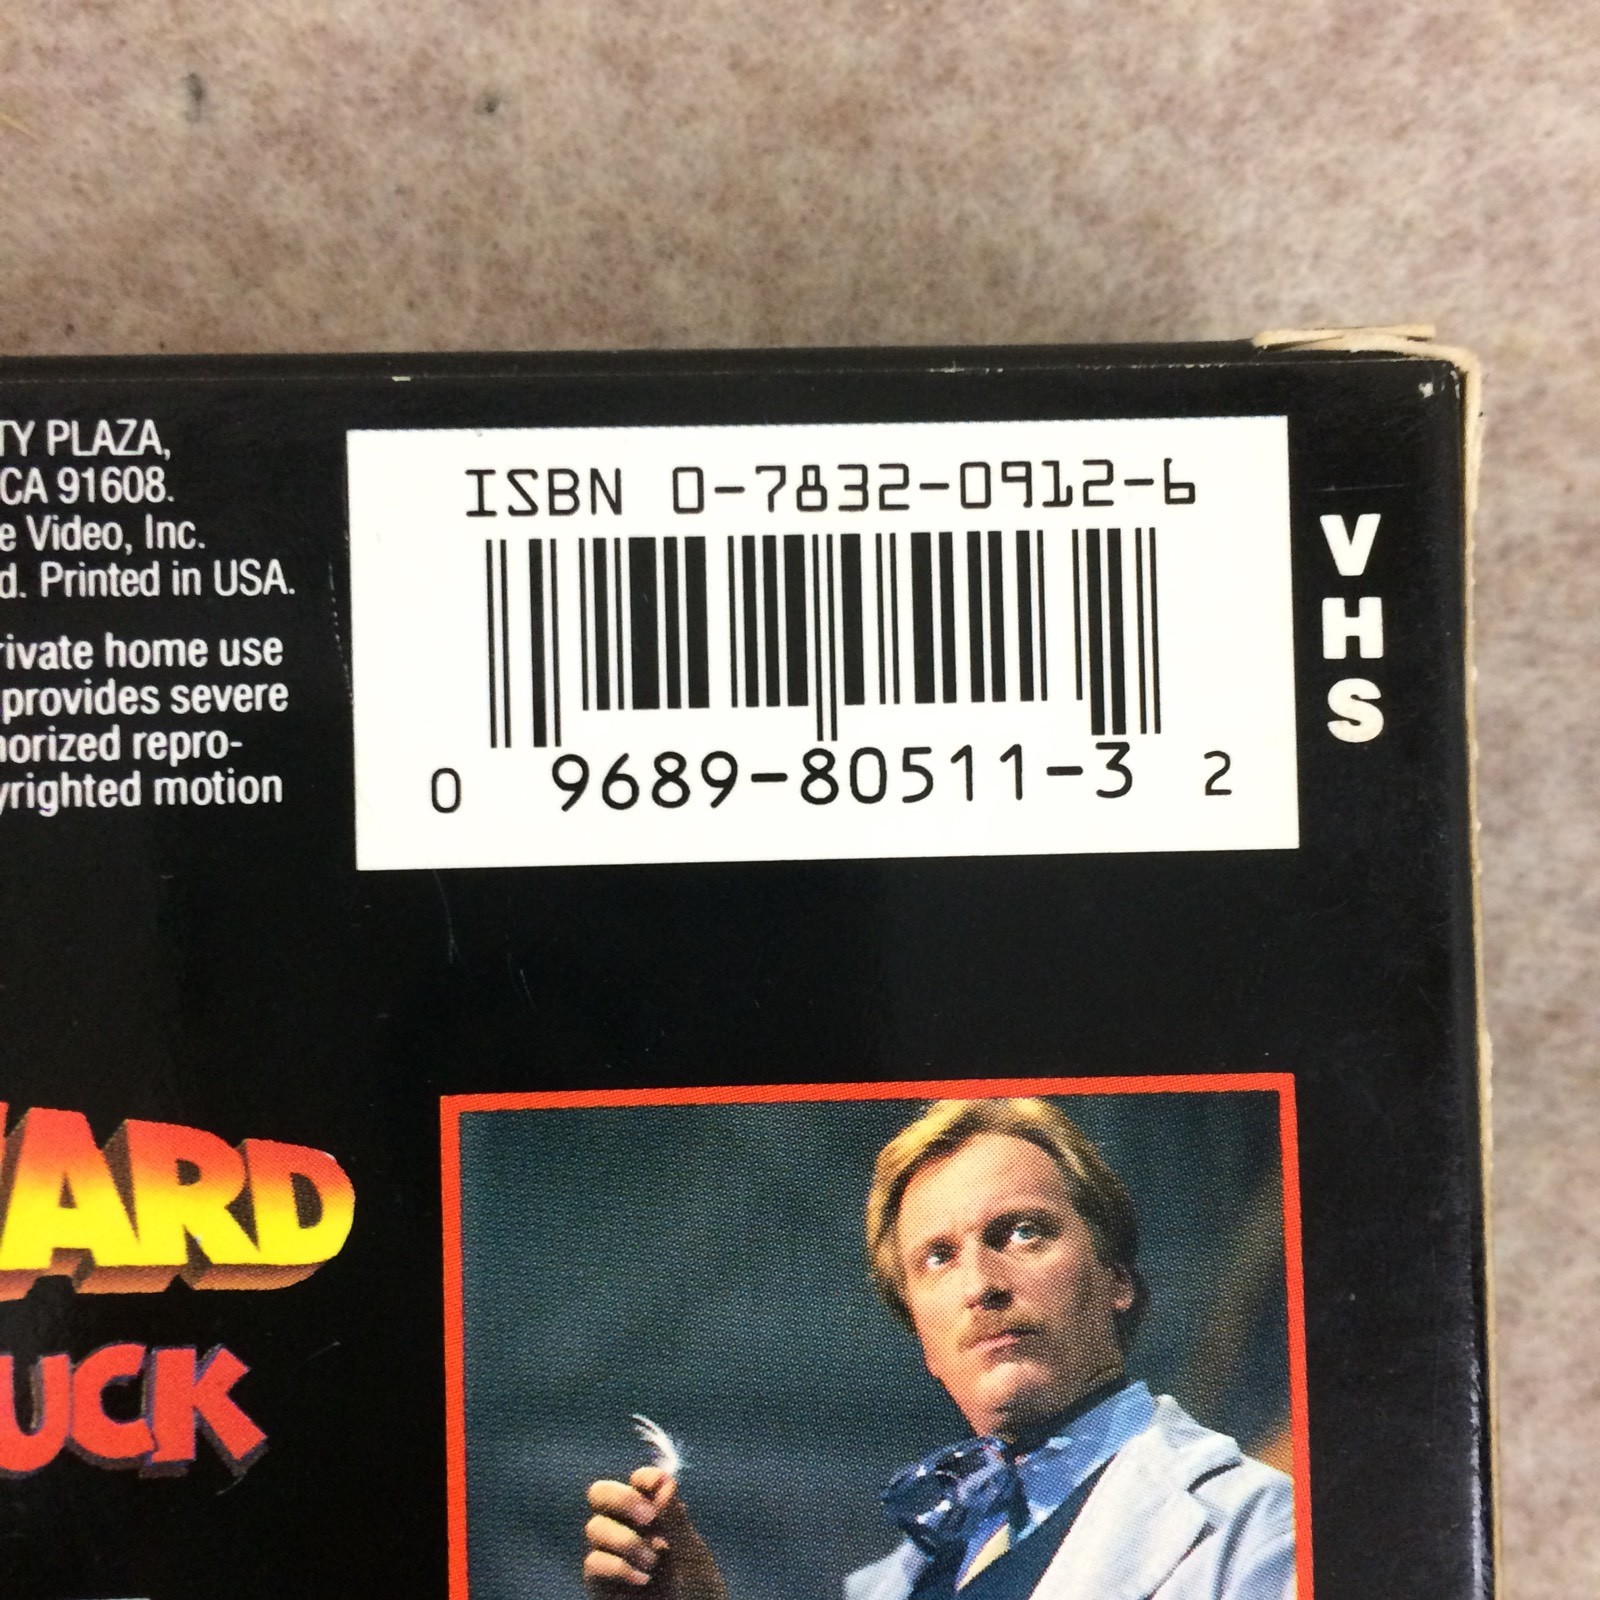 TY PLAZA,
CA 91608.
e Video, Inc.
d. Printed in USA.
rivate home use
provides severe
horized repro-
yrighted motion
ISBN 0-7832-0912-6
0 9689-80511-3 2
VHS
WARD
UCK